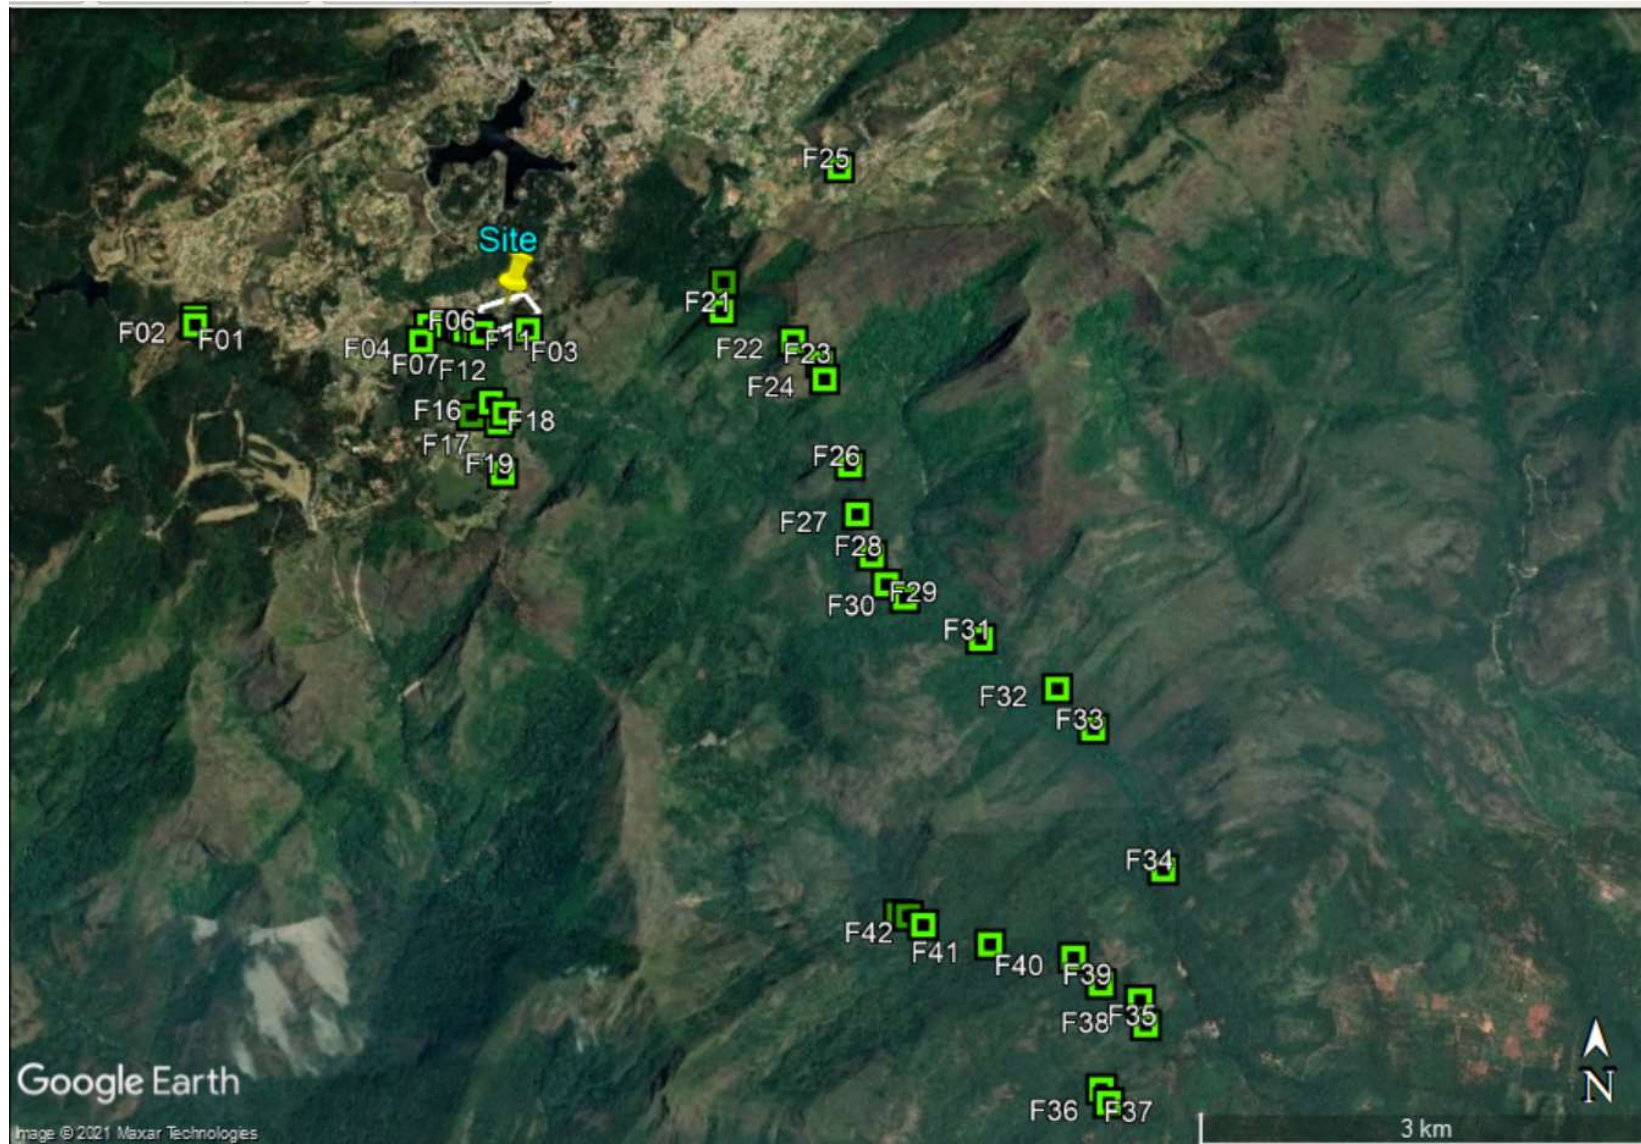 F25
Site
F21
F02
F01
F06
F11
F03
F04
F07
F12
F22
F23
F24
F16
F18
F17
F19
F26
F27
F28
F29
F30
F31
F32
F33
F34
F42
F41
F40
F39
F38
F35
F36
F37
Google Earth
N
3 km
Image © 2021 Maxar Technologies